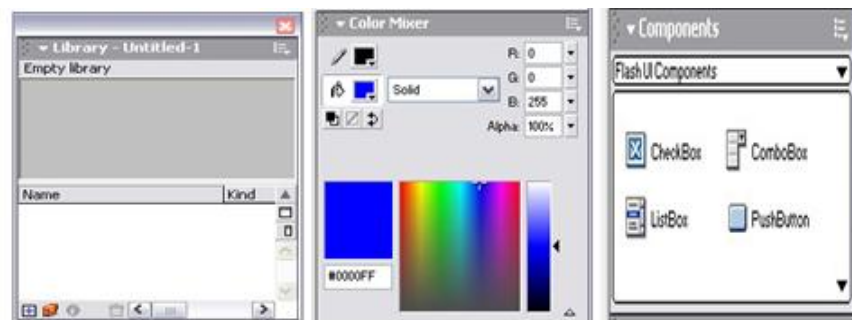 Library - Untitled-1
Empty library
Name Kind
Color Mixer
R: 0
G: 0
Solid
B: 255
Alpha: 100%
#0000FF
Components
Flash UI Components
CheckBox ComboBox
ListBox PushButton